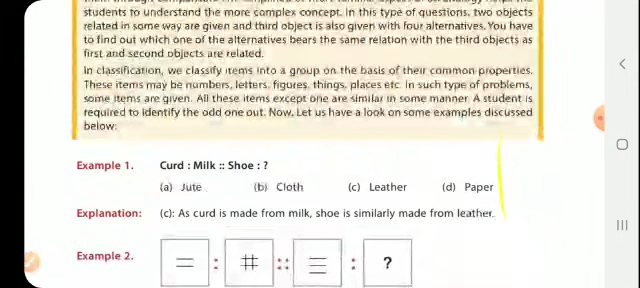 students to understand the more complex concept. In this type of questions, two objects
related in some way are given and third object is also given with four alternatives. You have
to find out which one of the alternatives bears the same relation with the third objects as
first and second objects are related.
In classification, we classify items into a group on the basis of their common properties.
These items may be numbers, letters, figures, things, places etc. In such type of problems,
some items are given. All these items except one are similar in some manner. A student is
required to identify the odd one out. Now, Let us have a look on some examples discussed
below:
Example 1. Curd : Milk :: Shoe : ?
(a) Jute (b) Cloth (c) Leather (d) Paper
Explanation: (c): As curd is made from milk, shoe is similarly made from leather.
Example 2. : :: : ?